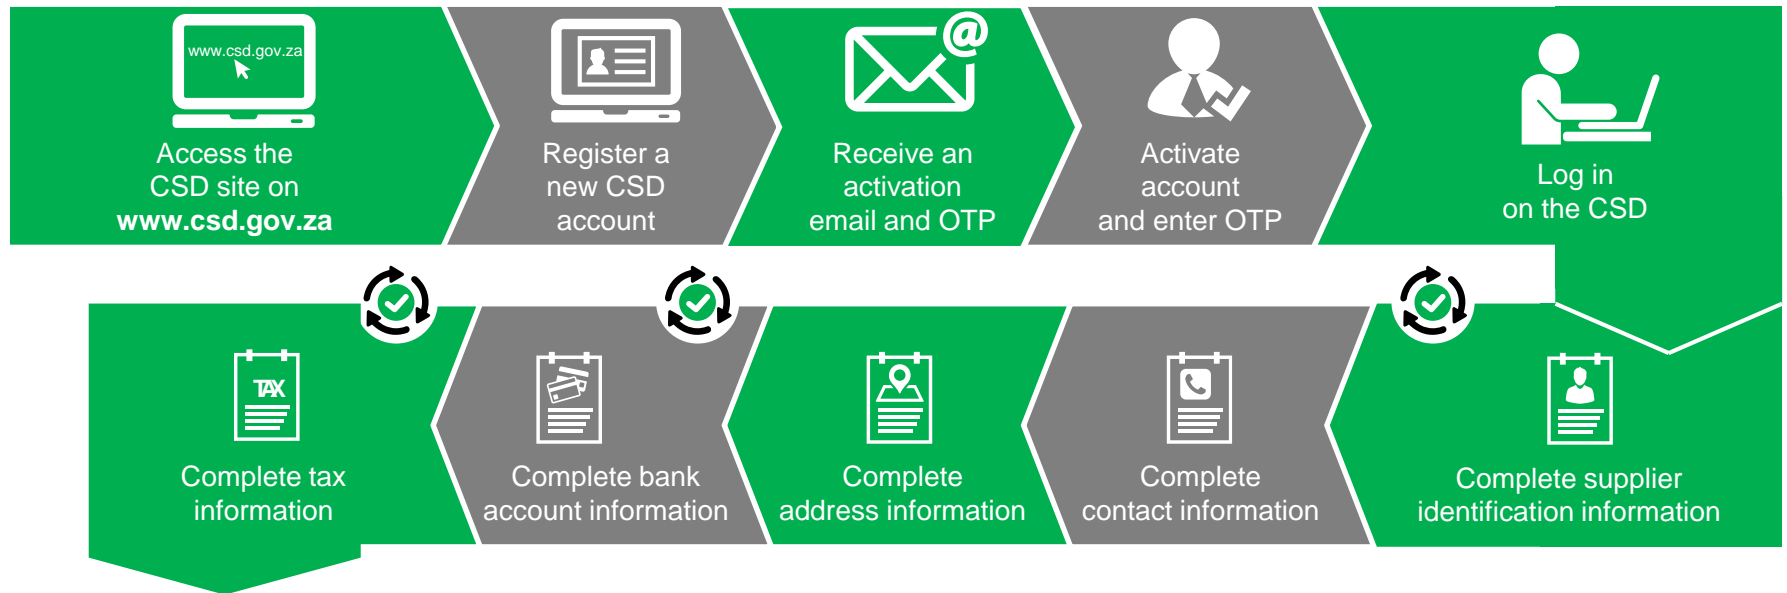 www.csd.gov.za
Access the
CSD site on
www.csd.gov.za
Register a
new CSD
account
Receive an
activation
email and OTP
Activate
account
and enter OTP
Log in
on the CSD
TAX
Complete tax
information
Complete bank
account information
Complete
address information
Complete
contact information
Complete supplier
identification information